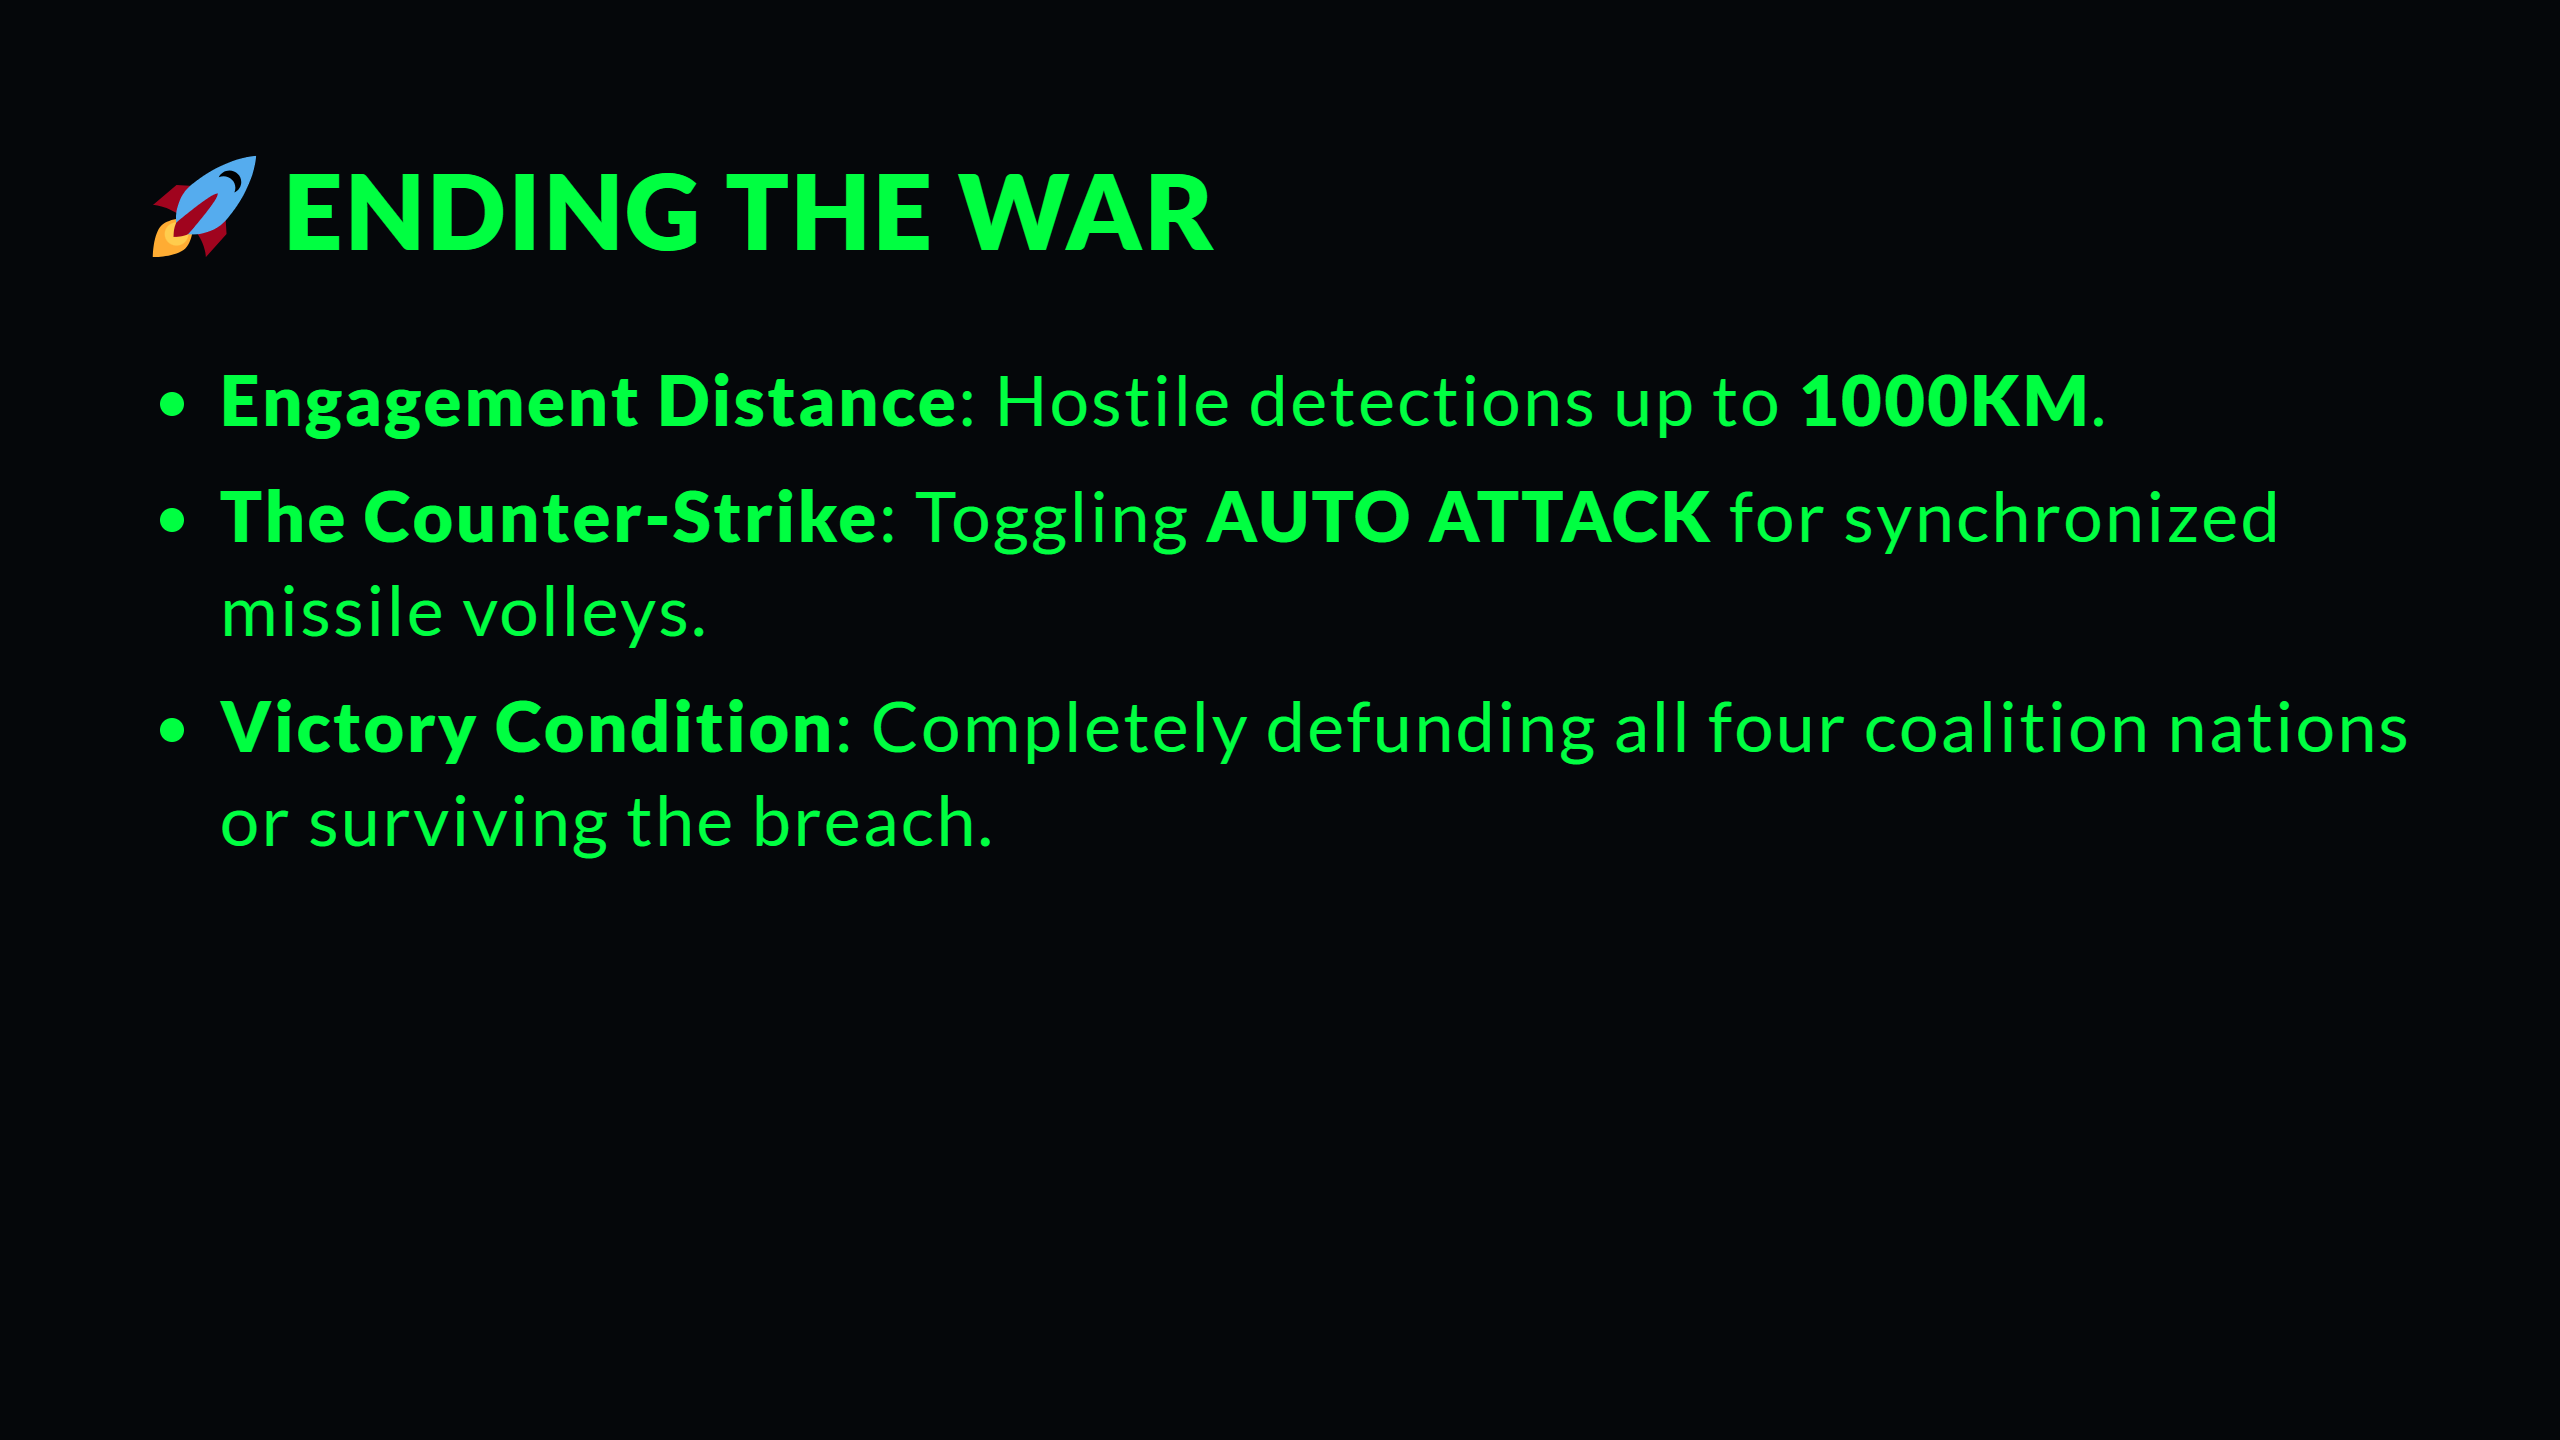 🚀 ENDING THE WAR
• Engagement Distance: Hostile detections up to 1000KM.
• The Counter-Strike: Toggling AUTO ATTACK for synchronized
missile volleys.
• Victory Condition: Completely defunding all four coalition nations
or surviving the breach.